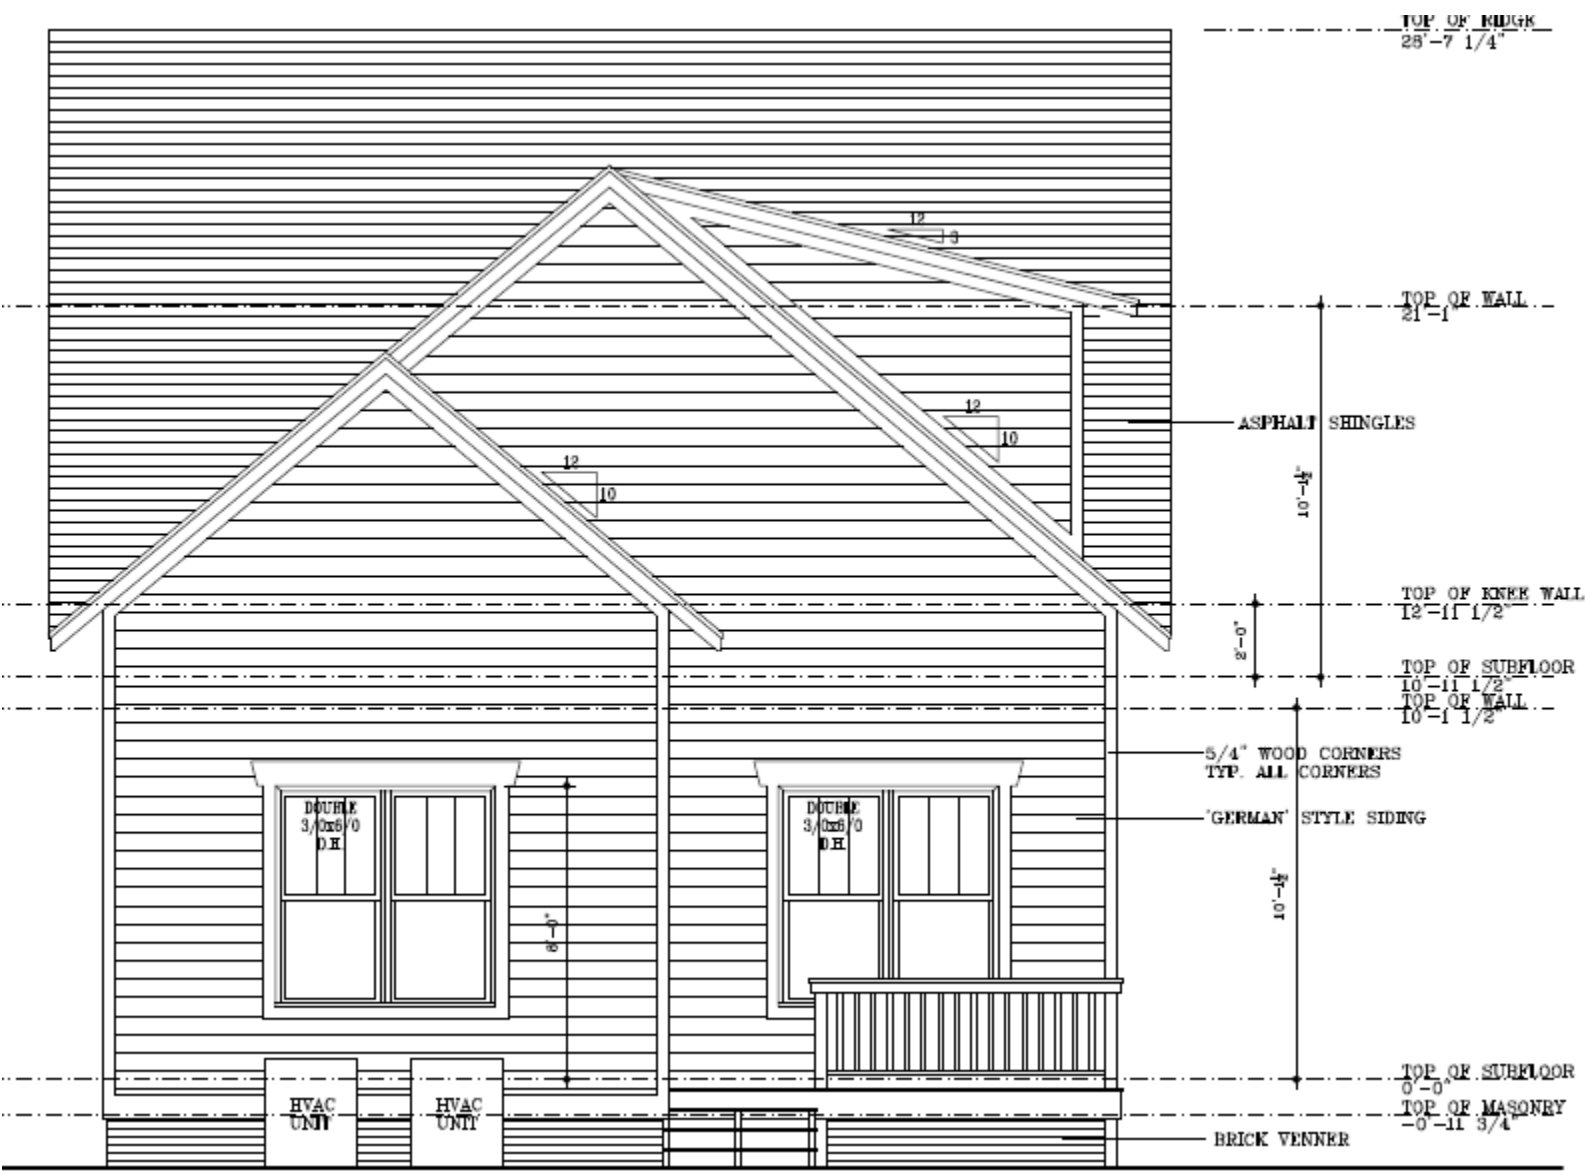 TOP OF RIDGE
28'-7 1/4"
12
3
TOP OF WALL
21'-1"
12
10
ASPHALT SHINGLES
12
10
10'-1½"
TOP OF KNEE WALL
12'-11 1/2"
2'-0"
TOP OF SUBFLOOR
10'-11 1/2"
TOP OF WALL
10'-1 1/2"
5/4" WOOD CORNERS
TYP. ALL CORNERS
DOUBLE
3/0x6/0
D.H.
DOUBLE
3/0x6/0
D.H.
'GERMAN' STYLE SIDING
10'-1½"
8'-0"
TOP OF SUBFLOOR
0'-0"
HVAC
UNIT
HVAC
UNIT
TOP OF MASONRY
-0'-11 3/4"
BRICK VENNER